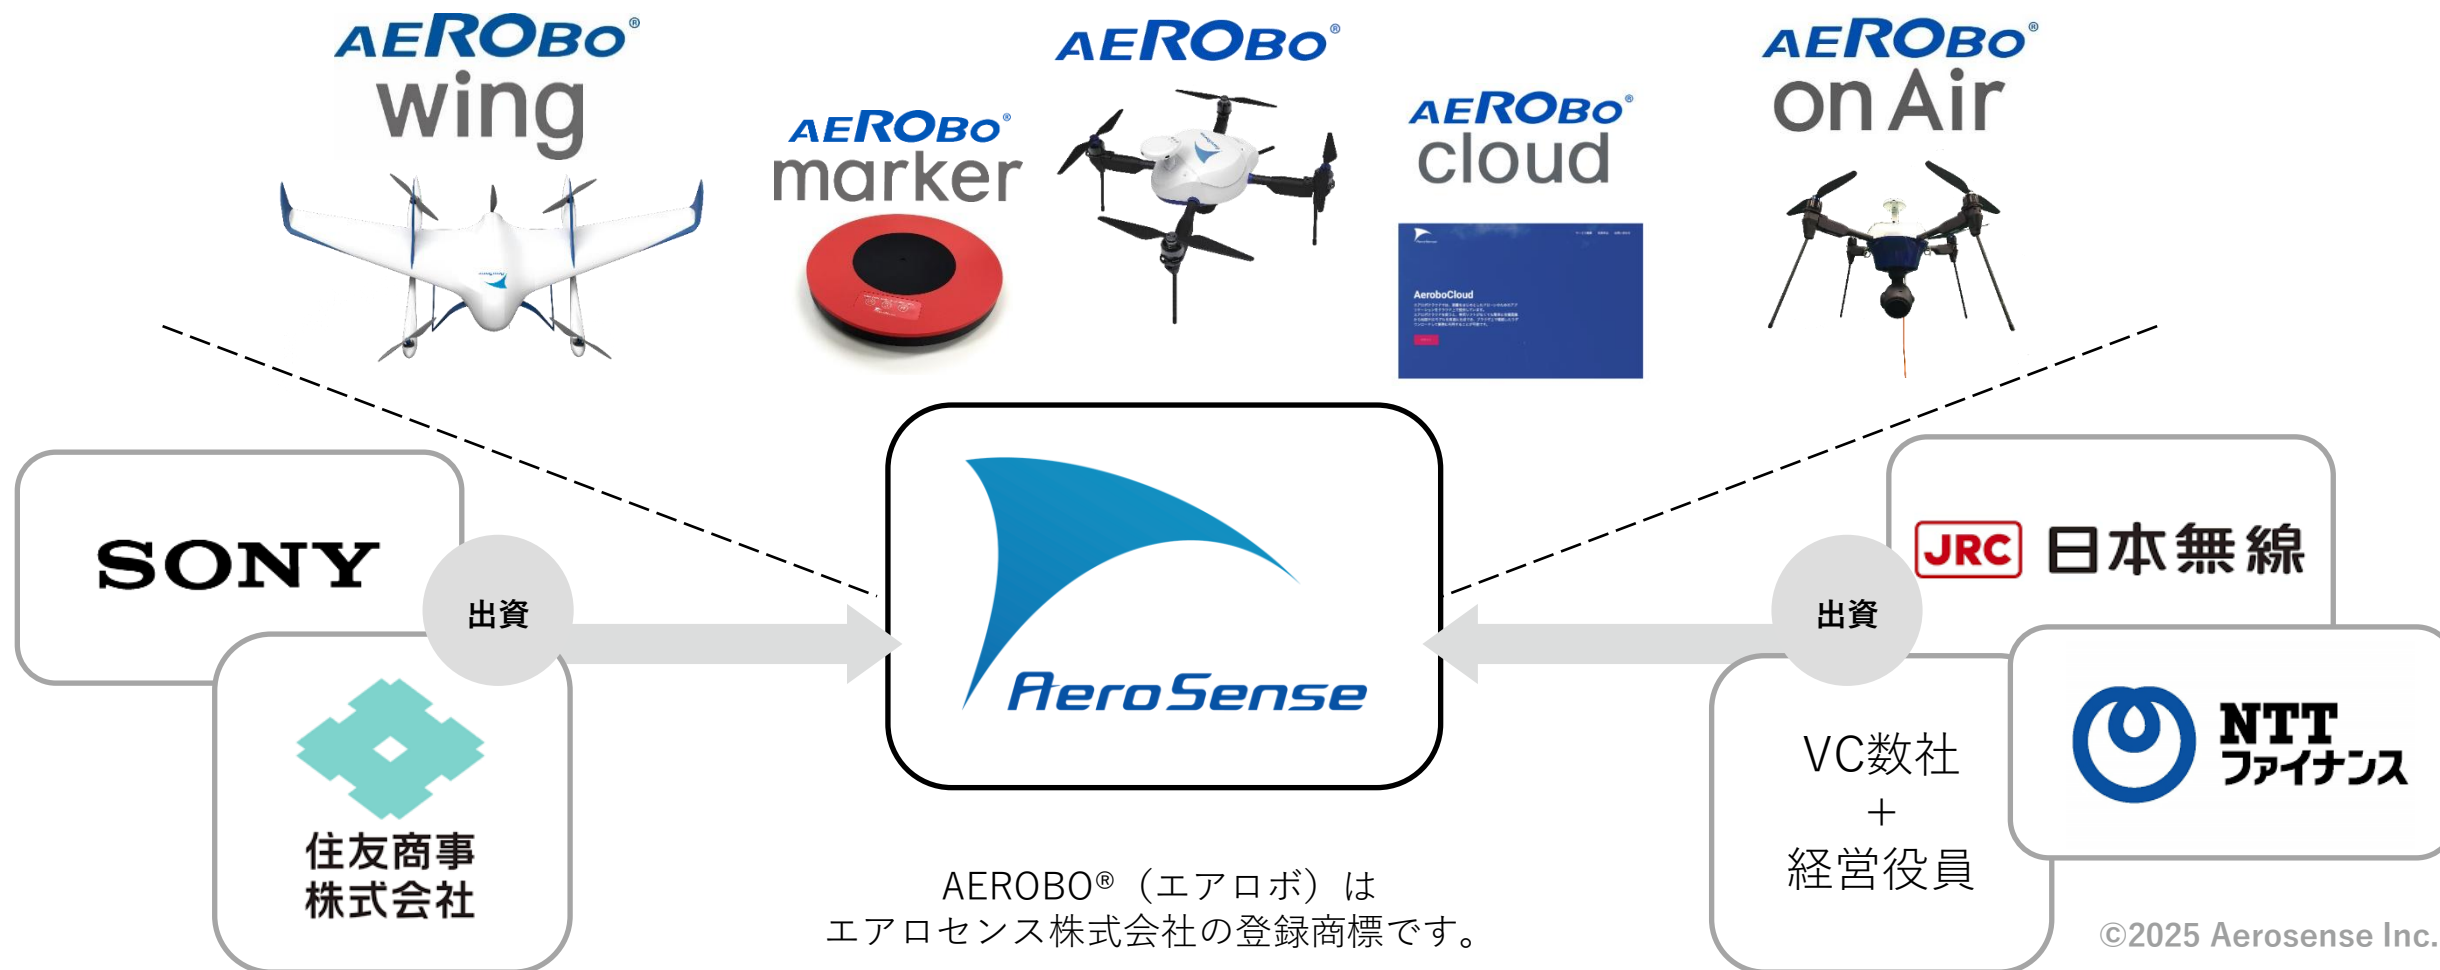 AEROBO®
wing
AEROBO®
marker
AEROBO®
AeroSense
AEROBO®
cloud
AeroSense
AeroboCloud
AEROBO®
on Air
SONY
出資
住友商事
株式会社
AeroSense
JRC 日本無線
出資
NTT
ファイナンス
VC数社
+
経営役員
AEROBO®（エアロボ）は
エアロセンス株式会社の登録商標です。
©2025 Aerosense Inc.